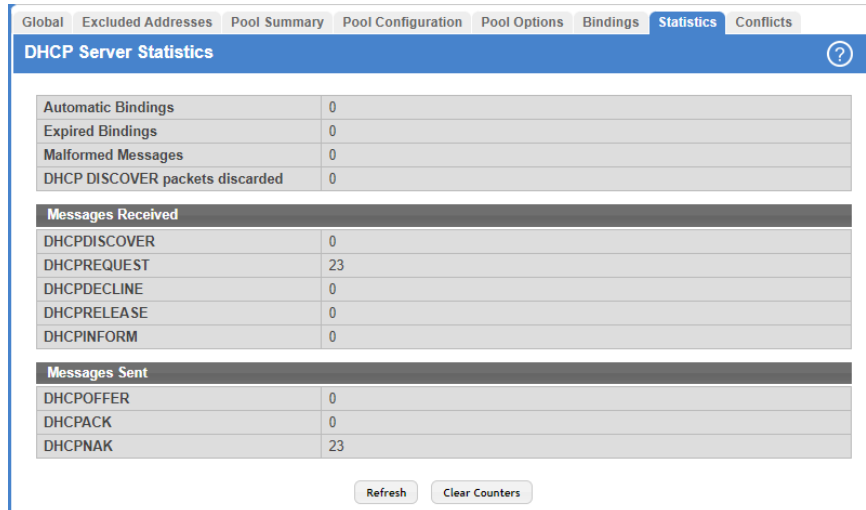 Global Excluded Addresses Pool Summary Pool Configuration Pool Options Bindings Statistics Conflicts
DHCP Server Statistics ?
Automatic Bindings 0
Expired Bindings 0
Malformed Messages 0
DHCP DISCOVER packets discarded 0
Messages Received
DHCPDISCOVER 0
DHCPREQUEST 23
DHCPDECLINE 0
DHCPRELEASE 0
DHCPINFORM 0
Messages Sent
DHCPOFFER 0
DHCPACK 0
DHCPNAK 23
Refresh Clear Counters